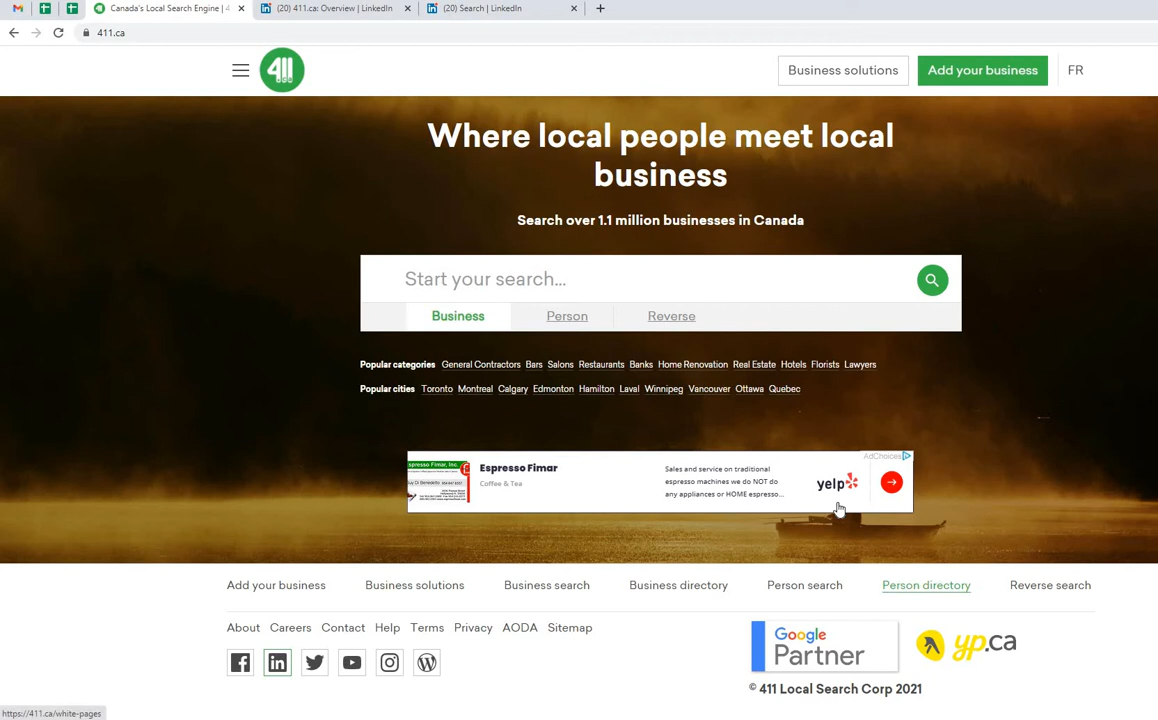 Canada's Local Search Engine | 4
(20) 411.ca: Overview | LinkedIn
(20) Search | LinkedIn
411.ca
411
Business solutions
Add your business
FR
Where local people meet local
business
Search over 1.1 million businesses in Canada
Start your search...
Business Person Reverse
Popular categories General Contractors Bars Salons Restaurants Banks Home Renovation Real Estate Hotels Florists Lawyers
Popular cities Toronto Montreal Calgary Edmonton Hamilton Laval Winnipeg Vancouver Ottawa Quebec
AdChoices
Espresso Fimar
Coffee & Tea
Sales and service on traditional
espresso machines we do NOT do
any appliances or HOME espresso...
yelp
Add your business Business solutions Business search Business directory Person search Person directory Reverse search
About Careers Contact Help Terms Privacy AODA Sitemap
Google
Partner
yp.ca
© 411 Local Search Corp 2021
https://411.ca/white-pages